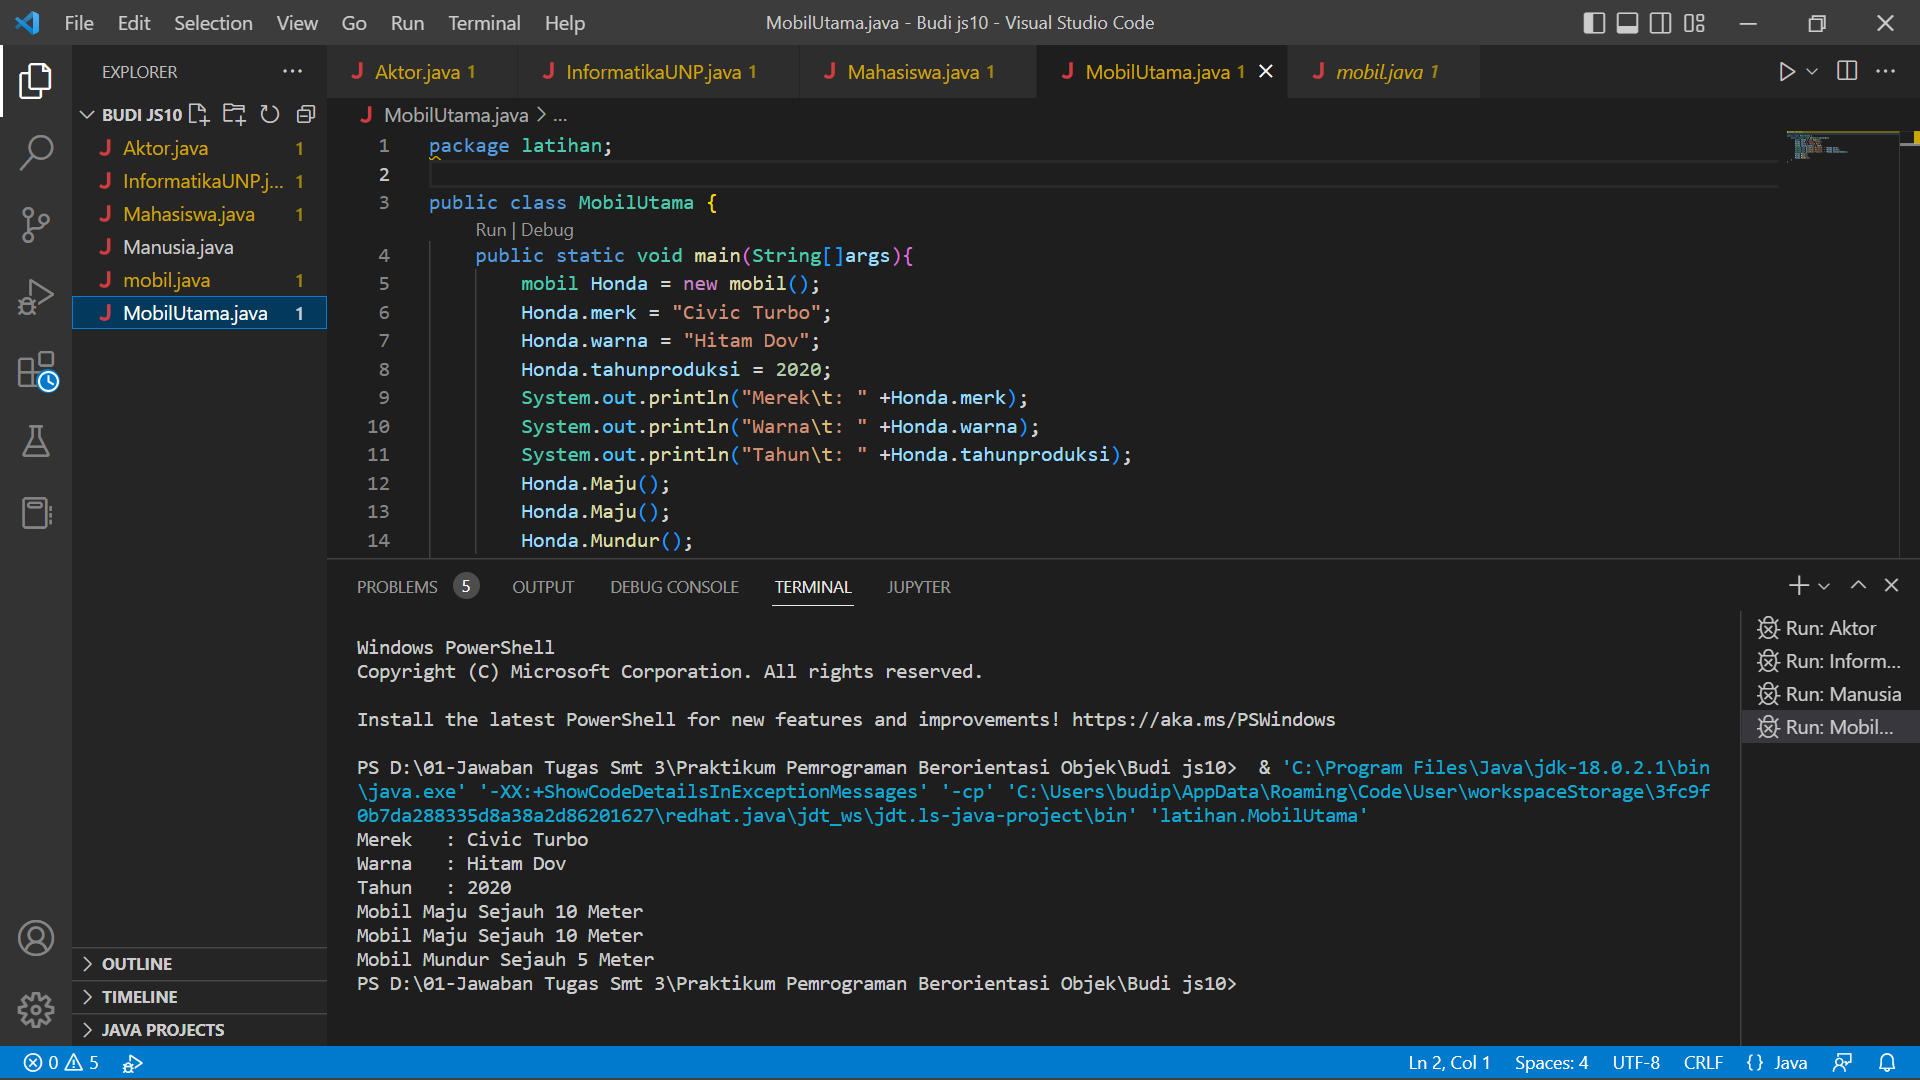 File Edit Selection View Go Run Terminal Help
MobilUtama.java - Budi js10 - Visual Studio Code
EXPLORER
BUDI JS10
Aktor.java 1
InformatikaUNP.j... 1
Mahasiswa.java 1
Manusia.java
mobil.java 1
MobilUtama.java 1
OUTLINE
TIMELINE
JAVA PROJECTS
Aktor.java 1 InformatikaUNP.java 1 Mahasiswa.java 1 MobilUtama.java 1 mobil.java 1
MobilUtama.java > ...
1 package latihan;
2
3 public class MobilUtama {
Run | Debug
4 public static void main(String[]args){
5 mobil Honda = new mobil();
6 Honda.merk = "Civic Turbo";
7 Honda.warna = "Hitam Dov";
8 Honda.tahunproduksi = 2020;
9 System.out.println("Merek\t: " +Honda.merk);
10 System.out.println("Warna\t: " +Honda.warna);
11 System.out.println("Tahun\t: " +Honda.tahunproduksi);
12 Honda.Maju();
13 Honda.Maju();
14 Honda.Mundur();
PROBLEMS 5 OUTPUT DEBUG CONSOLE TERMINAL JUPYTER
Windows PowerShell
Copyright (C) Microsoft Corporation. All rights reserved.
Install the latest PowerShell for new features and improvements! https://aka.ms/PSWindows
PS D:\01-Jawaban Tugas Smt 3\Praktikum Pemrograman Berorientasi Objek\Budi js10>  & 'C:\Program Files\Java\jdk-18.0.2.1\bin
\java.exe' '-XX:+ShowCodeDetailsInExceptionMessages' '-cp' 'C:\Users\budip\AppData\Roaming\Code\User\workspaceStorage\3fc9f
0b7da288335d8a38a2d86201627\redhat.java\jdt_ws\jdt.ls-java-project\bin' 'latihan.MobilUtama'
Merek   : Civic Turbo
Warna   : Hitam Dov
Tahun   : 2020
Mobil Maju Sejauh 10 Meter
Mobil Maju Sejauh 10 Meter
Mobil Mundur Sejauh 5 Meter
PS D:\01-Jawaban Tugas Smt 3\Praktikum Pemrograman Berorientasi Objek\Budi js10>
Run: Aktor
Run: Inform...
Run: Manusia
Run: Mobil...
0 5
Ln 2, Col 1 Spaces: 4 UTF-8 CRLF {} Java